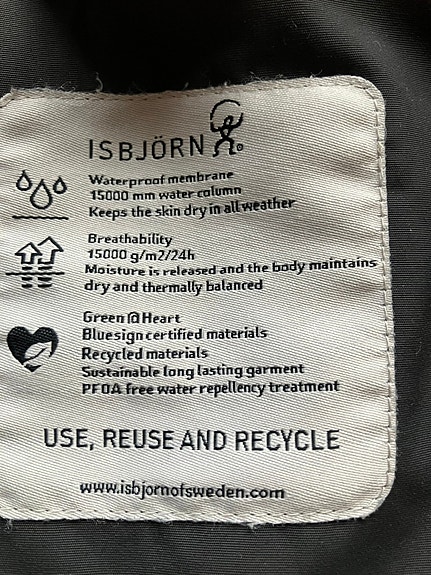 ISBJÖRN
Waterproof membrane
15000 mm water column
Keeps the skin dry in all weather
Breathability
15000 g/m2/24h
Moisture is released and the body maintains
dry and thermally balanced
Green@Heart
Bluesign certified materials
Recycled materials
Sustainable long lasting garment
PFOA free water repellency treatment
USE, REUSE AND RECYCLE
www.isbjornofsweden.com